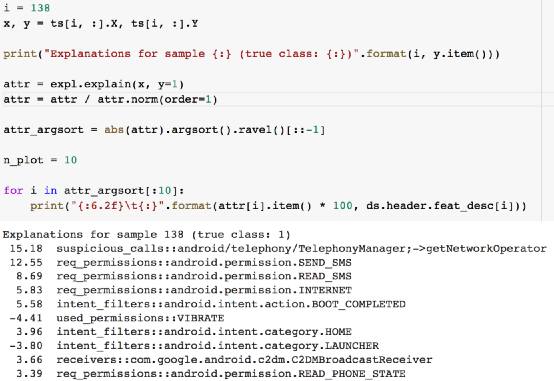 i = 138
x, y = ts[i, :].X, ts[i, :].Y
print("Explanations for sample {:} (true class: {:})".format(i, y.item()))
attr = expl.explain(x, y=1)
attr = attr / attr.norm(order=1)
attr_argsort = abs(attr).argsort().ravel()[::-1]
n_plot = 10
for i in attr_argsort[:10]:
    print("{:6.2f}\t{:}".format(attr[i].item() * 100, ds.header.feat_desc[i]))
Explanations for sample 138 (true class: 1)
 15.18  suspicious_calls::android/telephony/TelephonyManager;->getNetworkOperator
 12.55  req_permissions::android.permission.SEND_SMS
  8.69  req_permissions::android.permission.READ_SMS
  5.83  req_permissions::android.permission.INTERNET
  5.58  intent_filters::android.intent.action.BOOT_COMPLETED
 -4.41  used_permissions::VIBRATE
  3.96  intent_filters::android.intent.category.HOME
 -3.80  intent_filters::android.intent.category.LAUNCHER
  3.66  receivers::com.google.android.c2dm.C2DMBroadcastReceiver
  3.39  req_permissions::android.permission.READ_PHONE_STATE